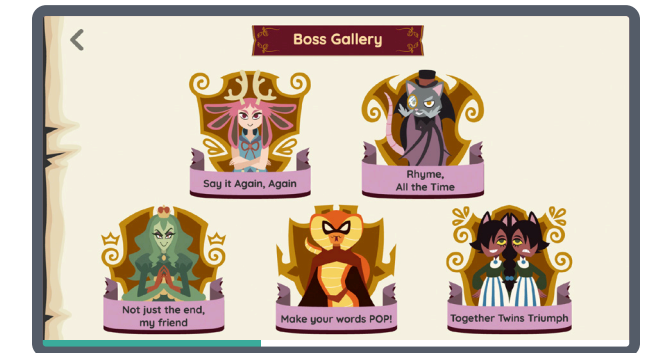 Boss Gallery
Say it Again, Again
Rhyme,
All the Time
Not just the end,
my friend
Make your words POP!
Together Twins Triumph